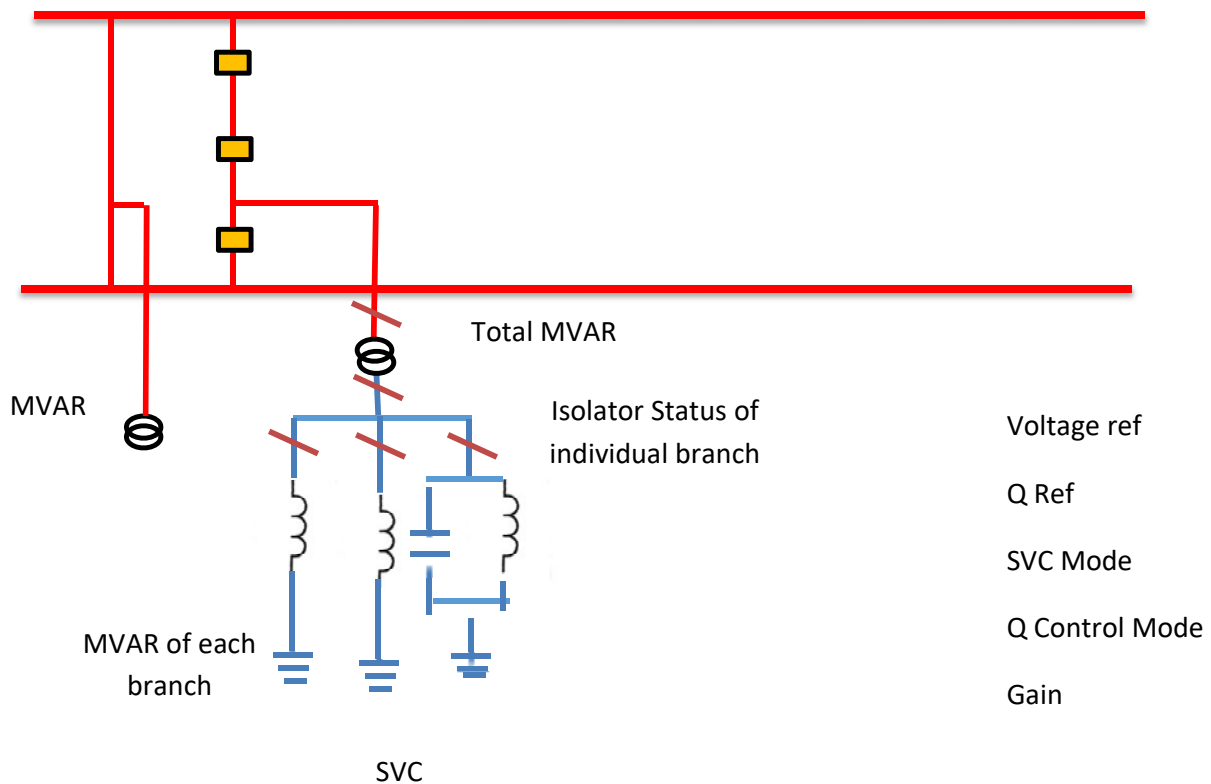 Total MVAR
MVAR
Isolator Status of
individual branch
Voltage ref
Q Ref
SVC Mode
Q Control Mode
MVAR of each
branch
Gain
SVC